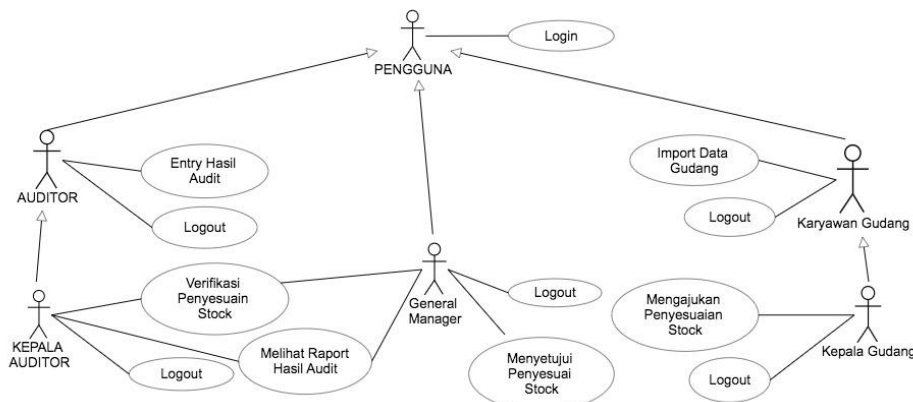 Login
PENGGUNA
Entry Hasil
Audit
AUDITOR
Logout
Import Data
Gudang
Logout
Karyawan Gudang
Verifikasi
Penyesuain
Stock
General
Manager
Logout
Mengajukan
Penyesuaian
Stock
KEPALA
AUDITOR
Melihat Raport
Hasil Audit
Logout
Menyetujui
Penyesuai
Stock
Kepala Gudang
Logout